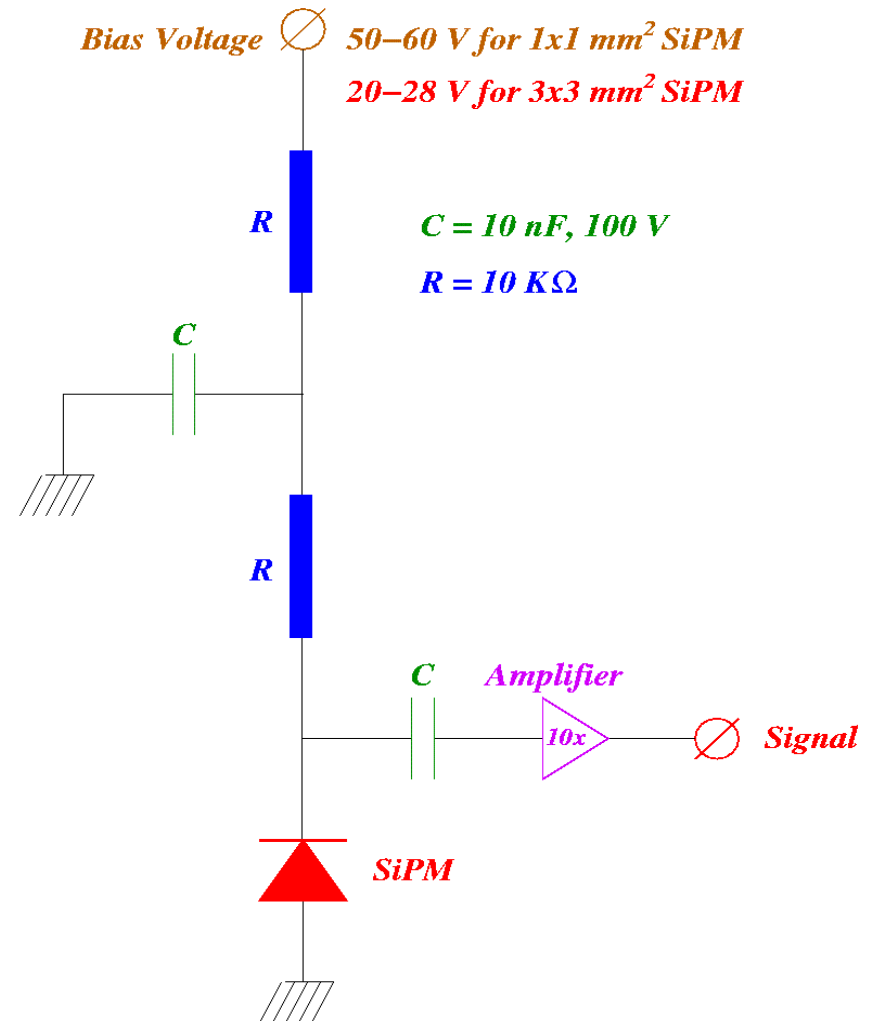 Bias Voltage 50–60 V for 1x1 mm² SiPM
20–28 V for 3x3 mm² SiPM
R
C = 10 nF, 100 V
R = 10 KΩ
C
R
C
Amplifier
10x
Signal
SiPM